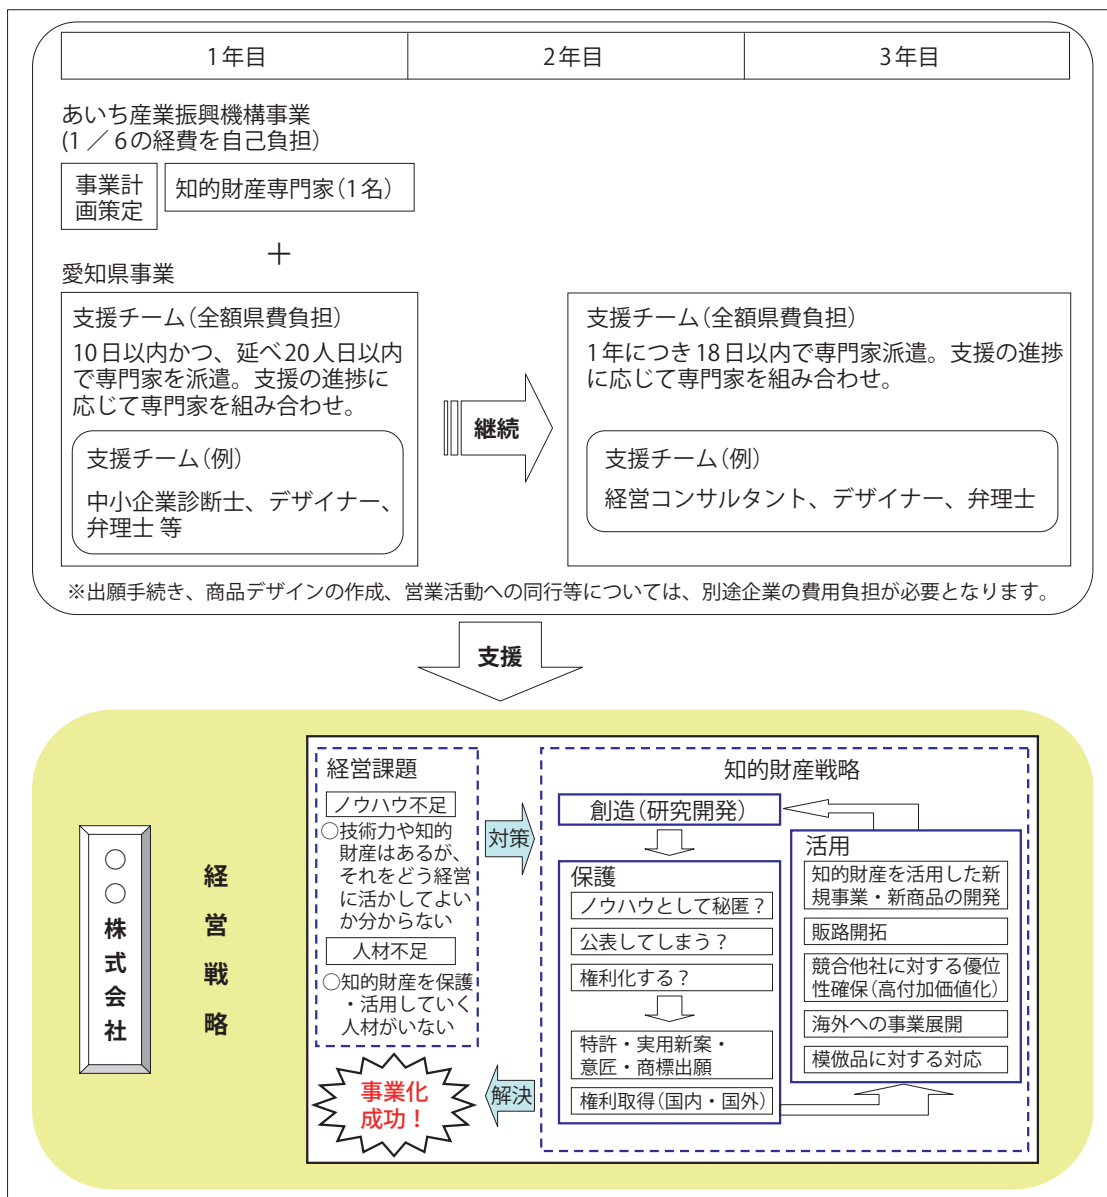 1年目
2年目
3年目
あいち産業振興機構事業
(1／6の経費を自己負担)
事業計
画策定
知的財産専門家(1名)
＋
愛知県事業
支援チーム(全額県費負担)
10日以内かつ、延べ20人日以内
で専門家を派遣。支援の進捗に
応じて専門家を組み合わせ。
支援チーム(例)
中小企業診断士、デザイナー、
弁理士 等
継続
支援チーム(全額県費負担)
1年につき18日以内で専門家派遣。支援の進捗
に応じて専門家を組み合わせ。
支援チーム(例)
経営コンサルタント、デザイナー、弁理士
※出願手続き、商品デザインの作成、営業活動への同行等については、別途企業の費用負担が必要となります。
支援
○○株式会社
経営戦略
経営課題
ノウハウ不足
○技術力や知的
財産はあるが、
それをどう経営
に活かしてよい
か分からない
人材不足
○知的財産を保護
・活用していく
人材がいない
事業化
成功！
対策
解決
知的財産戦略
創造(研究開発)
保護
ノウハウとして秘匿？
公表してしまう？
権利化する？
特許・実用新案・
意匠・商標出願
権利取得(国内・国外)
活用
知的財産を活用した新
規事業・新商品の開発
販路開拓
競合他社に対する優位
性確保(高付加価値化)
海外への事業展開
模倣品に対する対応